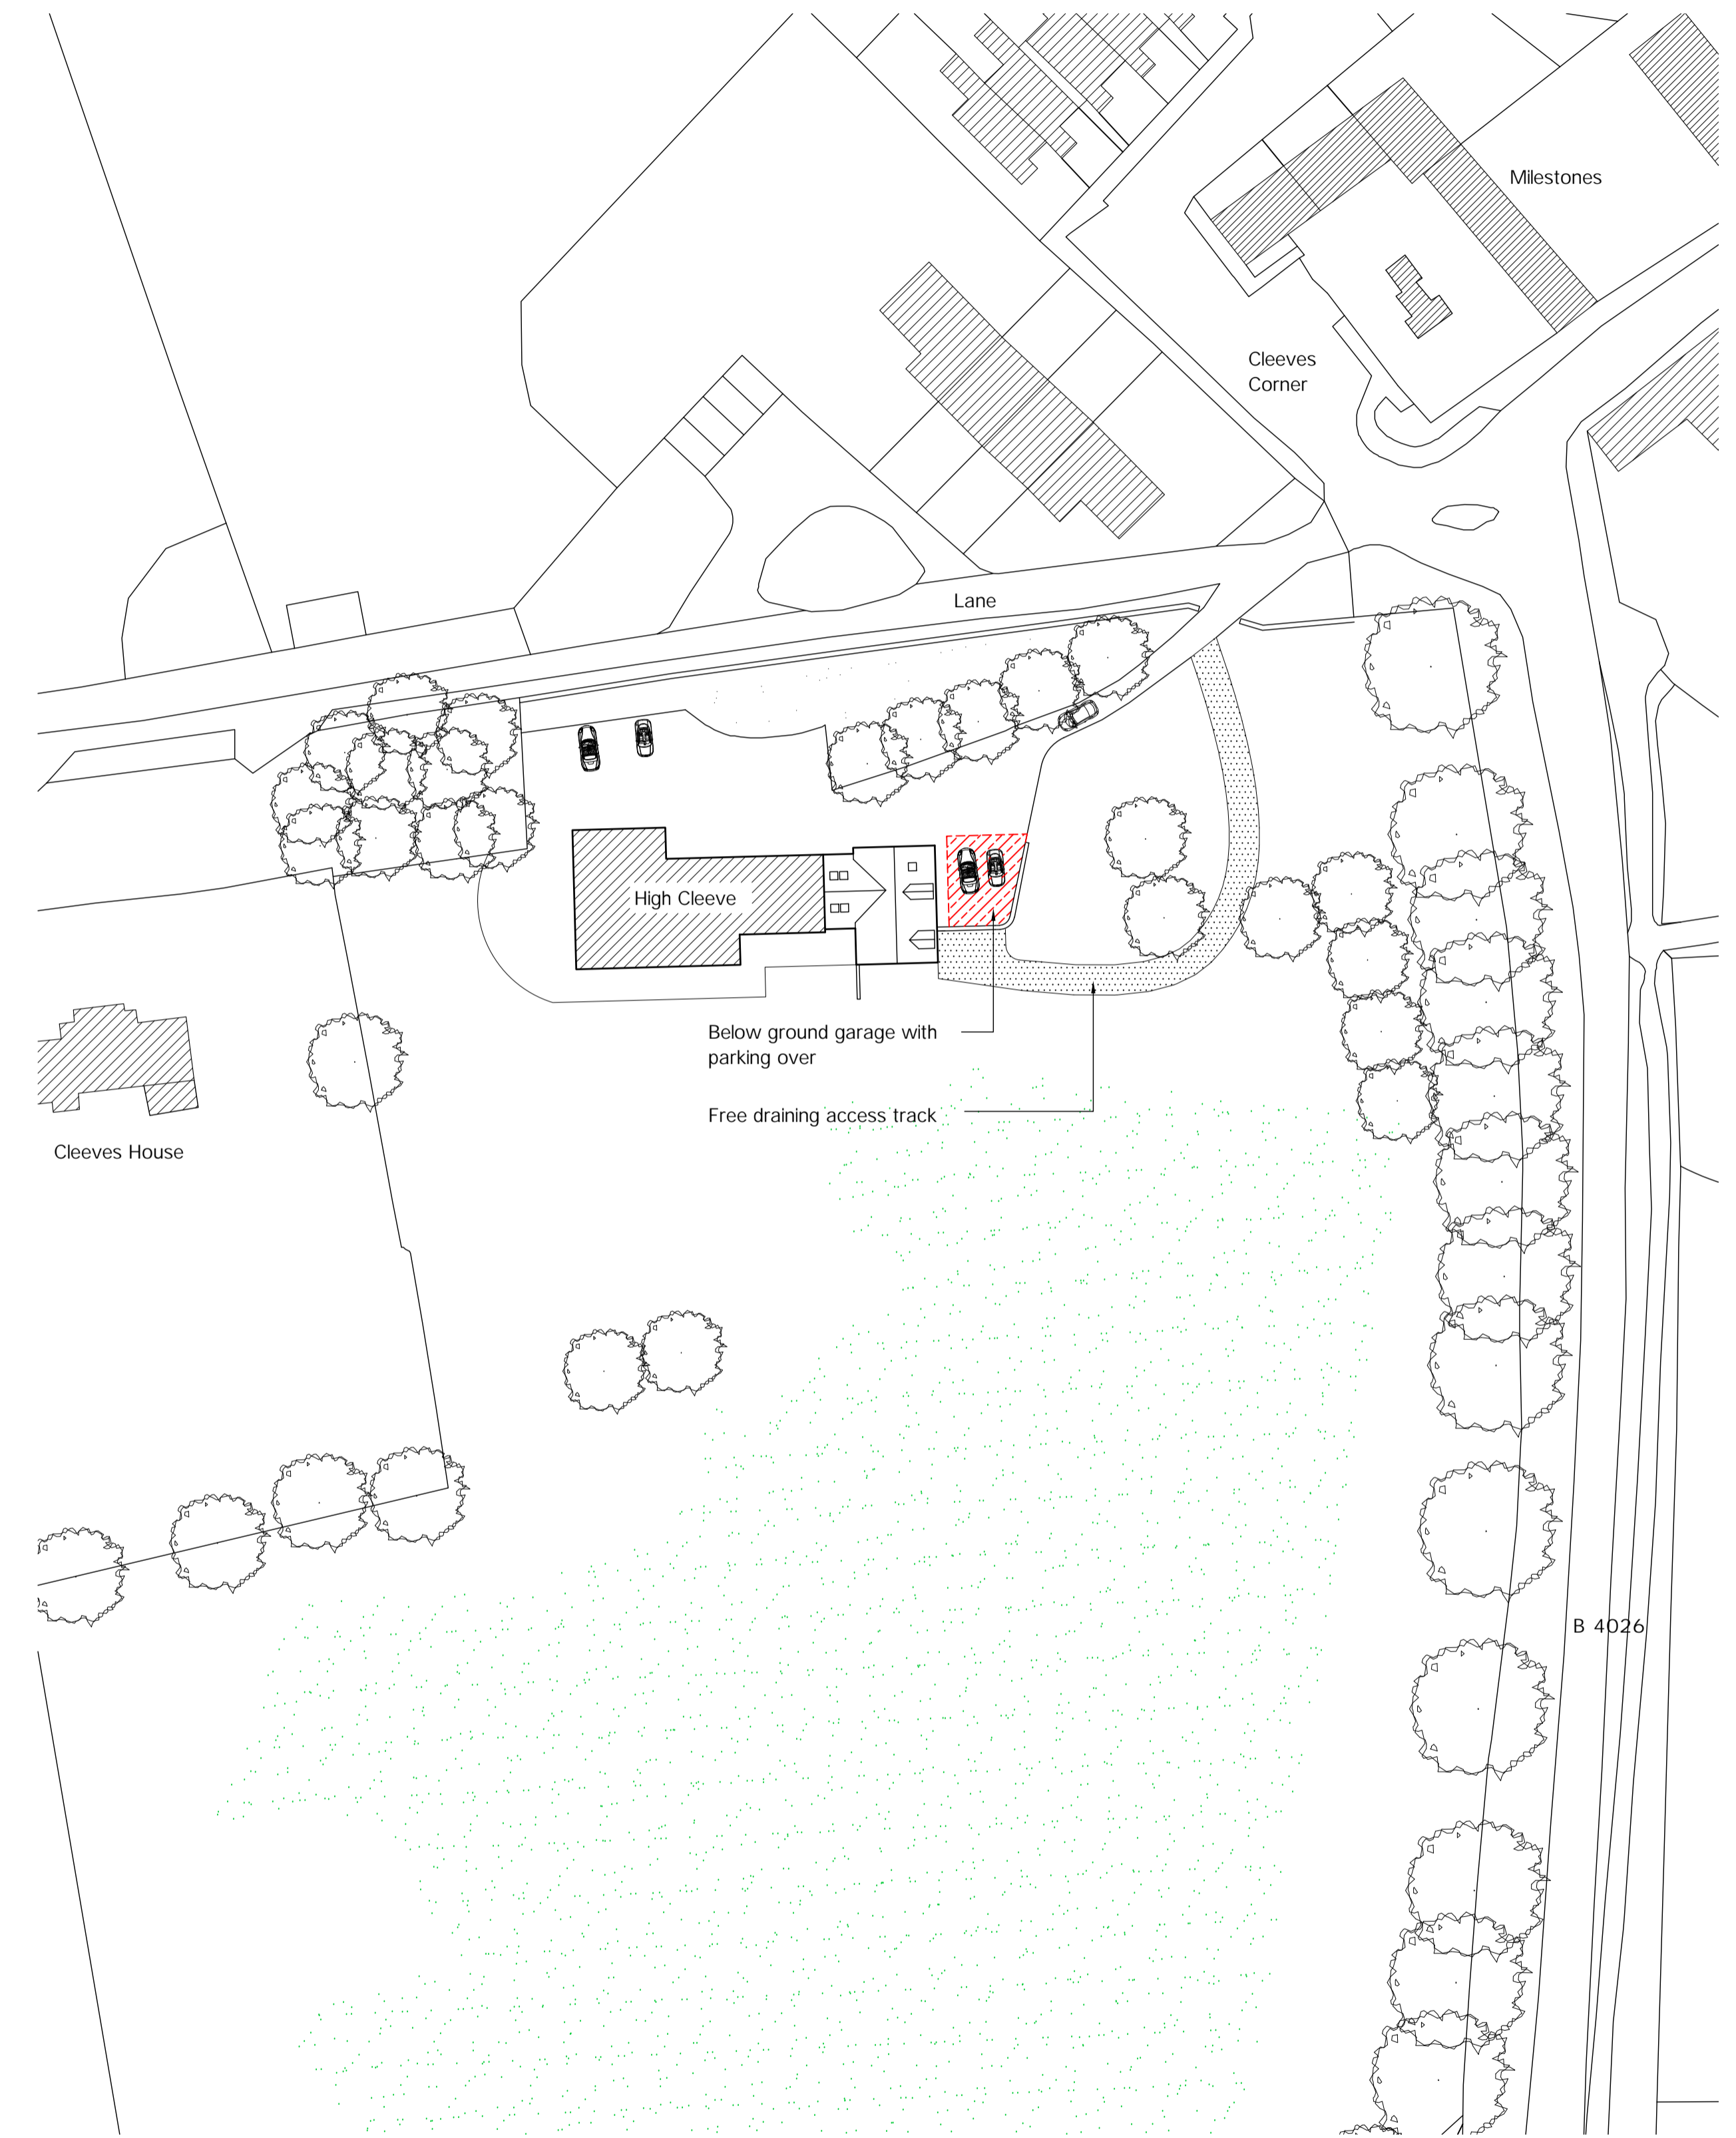 Milestones
Cleeves
Corner
Lane
High Cleeve
Below ground garage with
parking over
Free draining access track
Cleeves House
B 4026